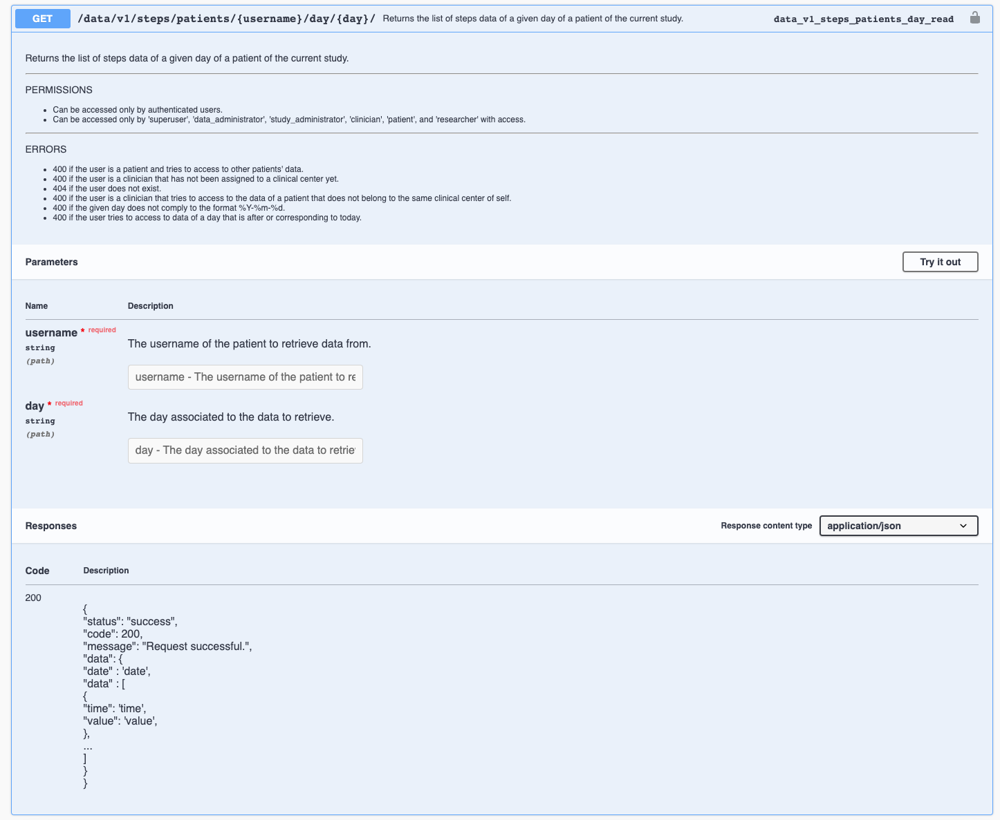 GET /data/v1/steps/patients/{username}/day/{day}/ Returns the list of steps data of a given day of a patient of the current study. data_v1_steps_patients_day_read
Returns the list of steps data of a given day of a patient of the current study.
PERMISSIONS
• Can be accessed only by authenticated users.
• Can be accessed only by 'superuser', 'data_administrator', 'study_administrator', 'clinician', 'patient', and 'researcher' with access.
ERRORS
• 400 if the user is a patient and tries to access to other patients' data.
• 400 if the user is a clinician that has not been assigned to a clinical center yet.
• 404 if the user does not exist.
• 400 if the user is a clinician that tries to access to the data of a patient that does not belong to the same clinical center of self.
• 400 if the given day does not comply to the format %Y-%m-%d.
• 400 if the user tries to access to data of a day that is after or corresponding to today.
Parameters Try it out
Name Description
username * required
string
(path)
The username of the patient to retrieve data from.
username - The username of the patient to re
day * required
string
(path)
The day associated to the data to retrieve.
day - The day associated to the data to retrie
Responses Response content type application/json
Code Description
200
{
"status": "success",
"code": 200,
"message": "Request successful.",
"data": {
"date" : 'date',
"data" : [
{
"time": 'time',
"value": 'value',
},
...
]
}
}